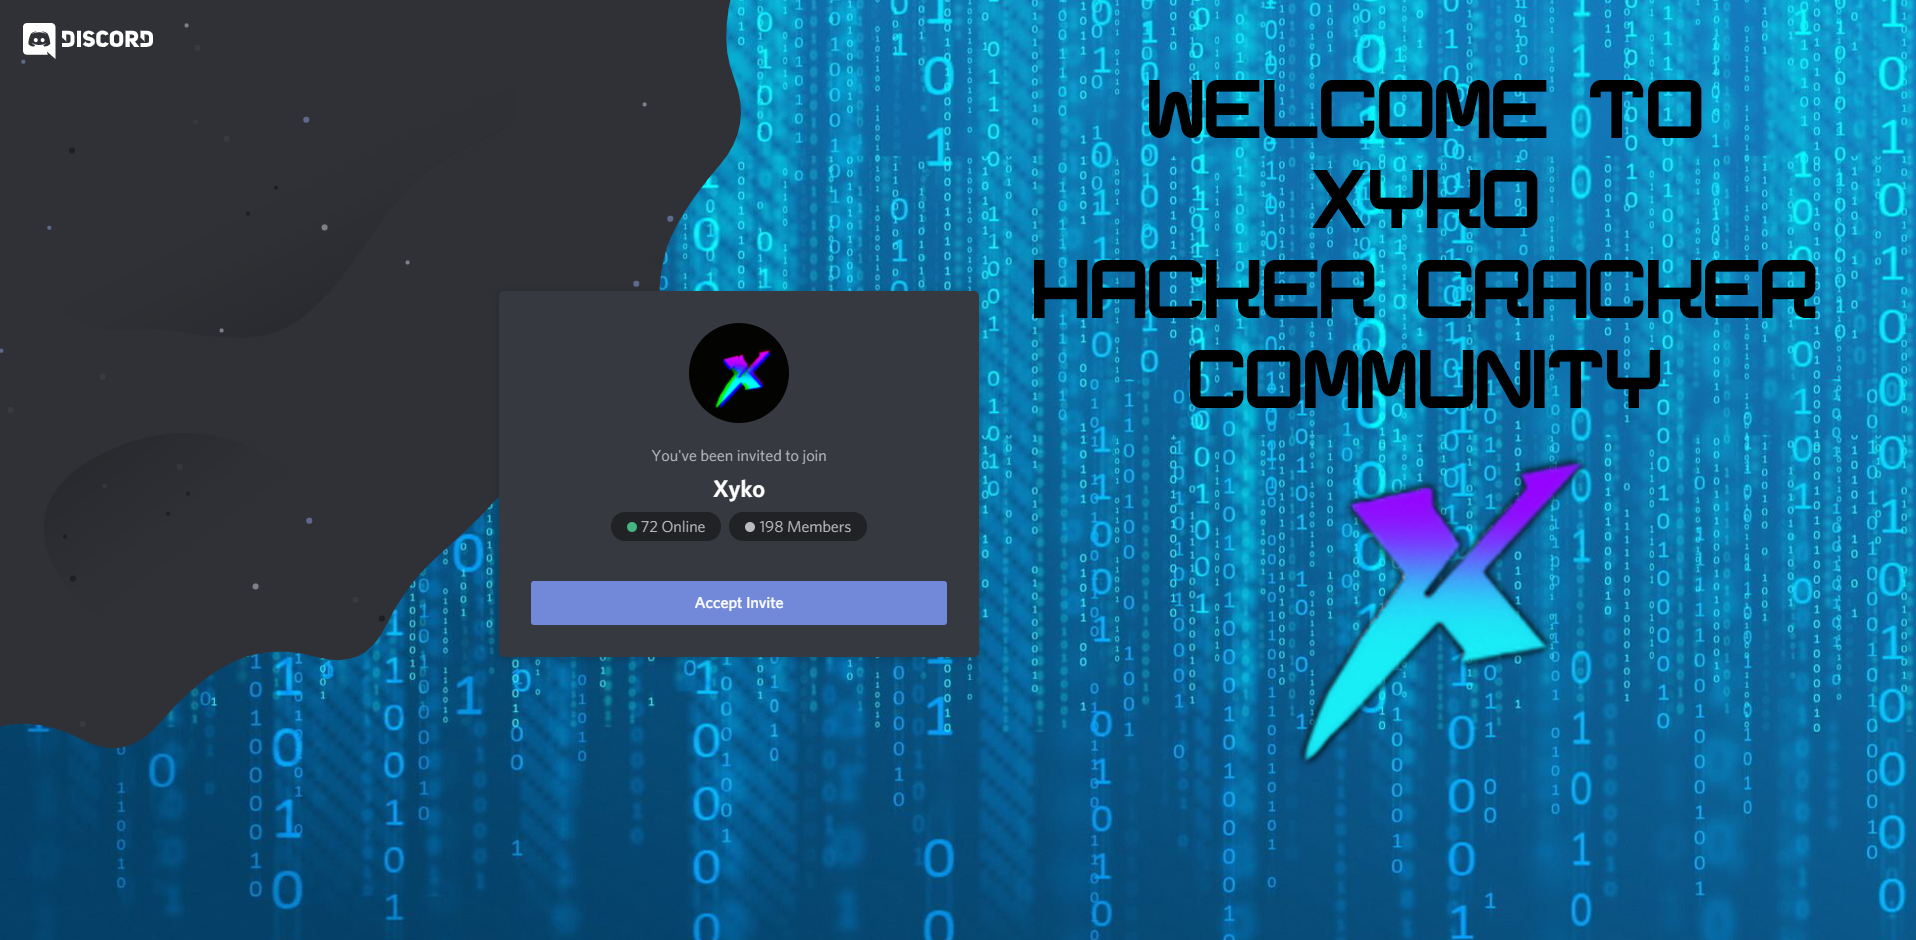 DISCORD
WELCOME TO
XYKO
HACKER CRACKER
COMMUNITY
You've been invited to join
Xyko
72 Online 198 Members
Accept Invite